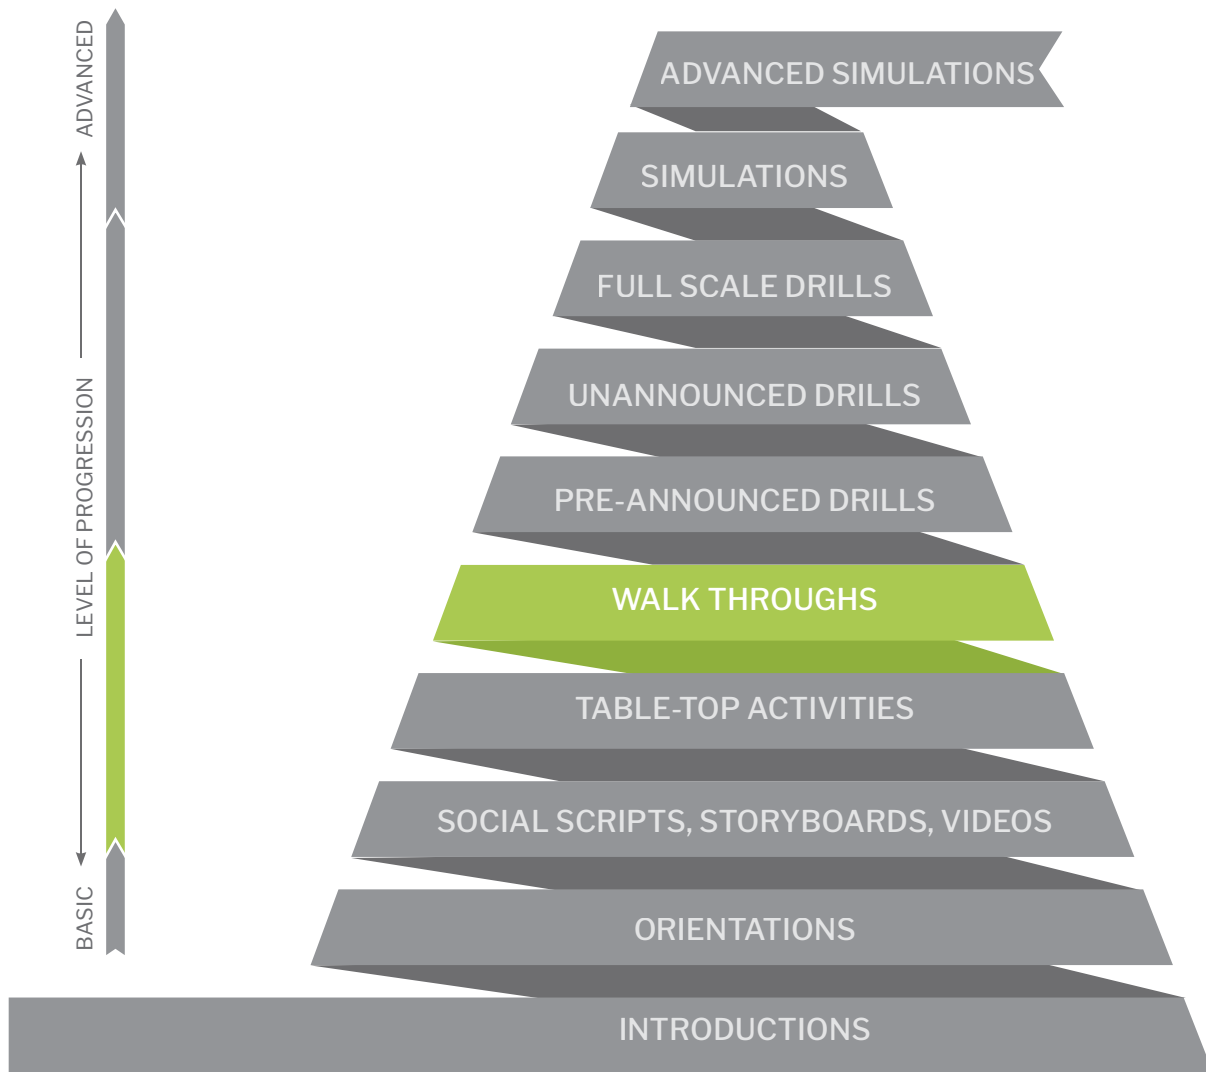 ADVANCED
LEVEL OF PROGRESSION
BASIC
ADVANCED SIMULATIONS
SIMULATIONS
FULL SCALE DRILLS
UNANNOUNCED DRILLS
PRE-ANNOUNCED DRILLS
WALK THROUGHS
TABLE-TOP ACTIVITIES
SOCIAL SCRIPTS, STORYBOARDS, VIDEOS
ORIENTATIONS
INTRODUCTIONS